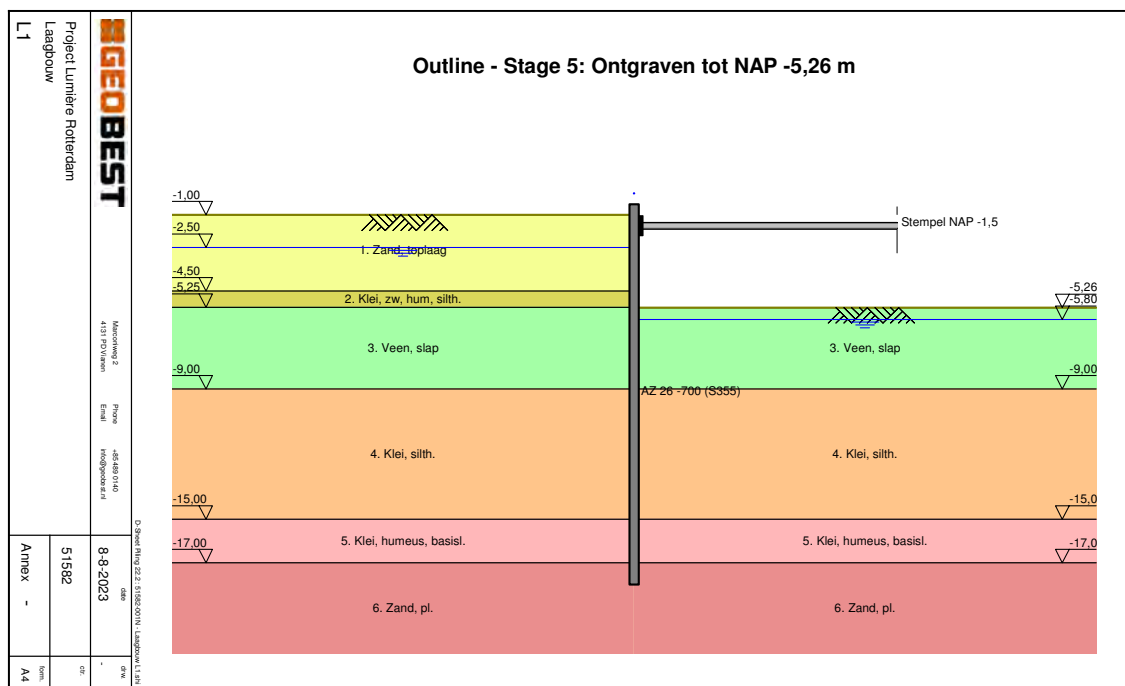 Outline - Stage 5: Ontgraven tot NAP -5,26 m
-1,00
-2,50
1. Zand, toplaag
-4,50
-5,25
2. Klei, zw, hum, silth.
3. Veen, slap
-9,00
4. Klei, silth.
-15,00
5. Klei, humeus, basisl.
-17,00
6. Zand, pl.
Stempel NAP -1,5
AZ 26 -700 (S355)
-5,26
-5,80
3. Veen, slap
-9,00
4. Klei, silth.
-15,0
5. Klei, humeus, basisl.
-17,0
6. Zand, pl.
D-Sheet Piling 22.2 : 51582-001N - Laagbouw L1.shi
GEOBEST
Marconiweg 2
4131 PD Vianen
Phone
Email
+85 489 0140
info@geobest.nl
date
8-8-2023
drw.
-
Project Lumière Rotterdam
Laagbouw
51582
ctr.
L1
Annex -
form.
A4